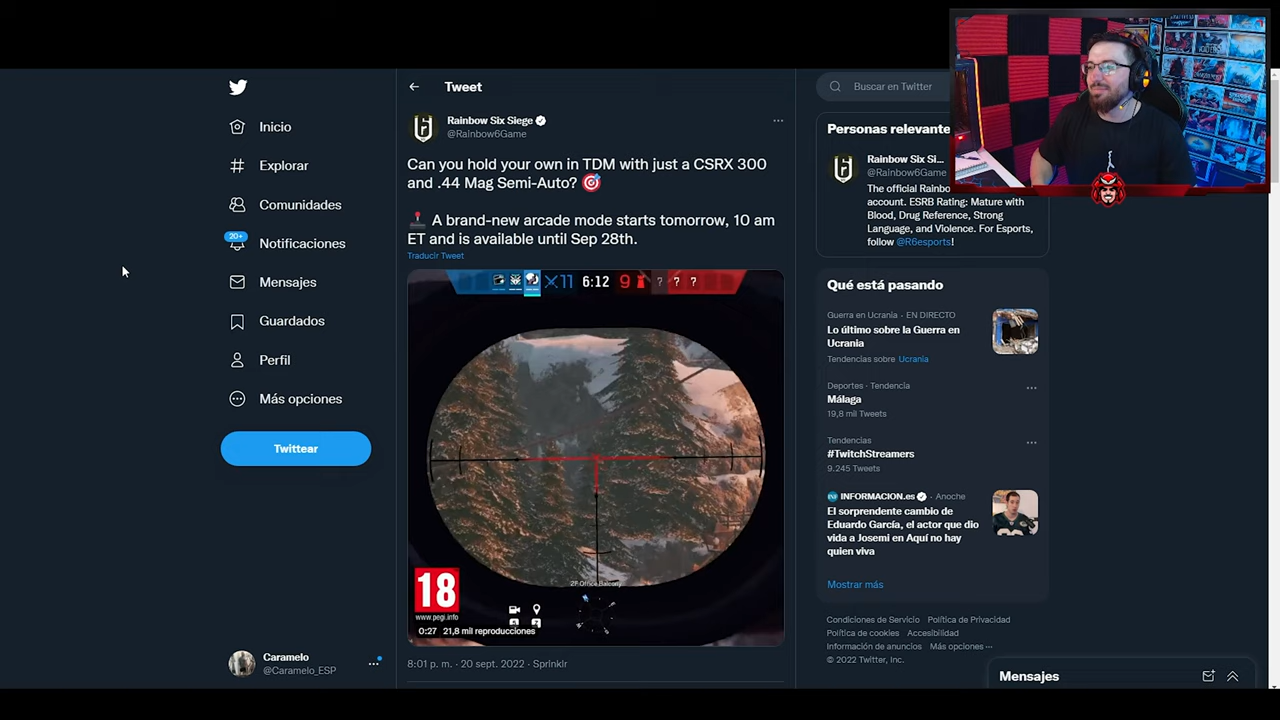 Inicio
Explorar
Comunidades
20+
Notificaciones
Mensajes
Guardados
Perfil
Más opciones
Twittear
Caramelo
@Caramelo_ESP
Tweet
Rainbow Six Siege
@Rainbow6Game
Can you hold your own in TDM with just a CSRX 300
and .44 Mag Semi-Auto?
A brand-new arcade mode starts tomorrow, 10 am
ET and is available until Sep 28th.
Traducir Tweet
11 6:12 9 ? ? ?
2F Office Balcony
18
www.pegi.info
0:27 21,8 mil reproducciones
8:01 p. m. · 20 sept. 2022 · Sprinklr
Buscar en Twitter
Personas relevante
Rainbow Six Si...
@Rainbow6Game
The official Rainbo
account. ESRB Rating: Mature with
Blood, Drug Reference, Strong
Language, and Violence. For Esports,
follow @R6esports!
Qué está pasando
Guerra en Ucrania · EN DIRECTO
Lo último sobre la Guerra en
Ucrania
Tendencias sobre Ucrania
Deportes · Tendencia
Málaga
19,8 mil Tweets
Tendencias
#TwitchStreamers
9.245 Tweets
INFORMACION.es · Anoche
El sorprendente cambio de
Eduardo García, el actor que dio
vida a Josemi en Aquí no hay
quien viva
Mostrar más
Condiciones de Servicio Política de Privacidad
Política de cookies Accesibilidad
Información de anuncios Más opciones ···
© 2022 Twitter, Inc.
Mensajes